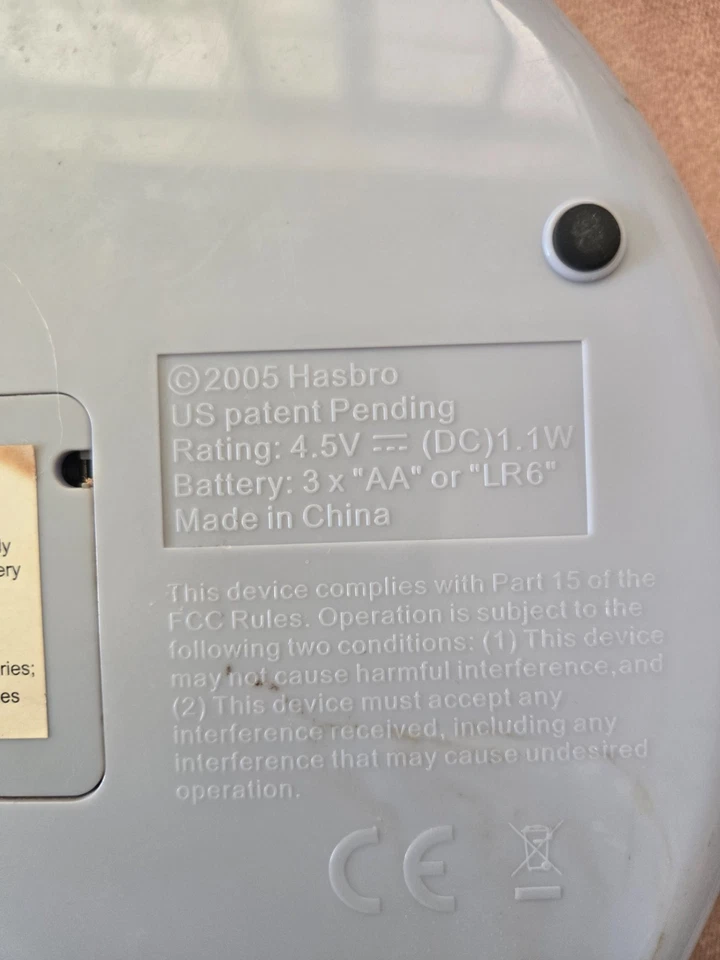 ©2005 Hasbro
US patent Pending
Rating: 4.5V ⎓ (DC)1.1W
Battery: 3 x "AA" or "LR6"
Made in China
This device complies with Part 15 of the
FCC Rules. Operation is subject to the
following two conditions: (1) This device
may not cause harmful interference,and
(2) This device must accept any
interference received, including any
interference that may cause undesired
operation.
CE